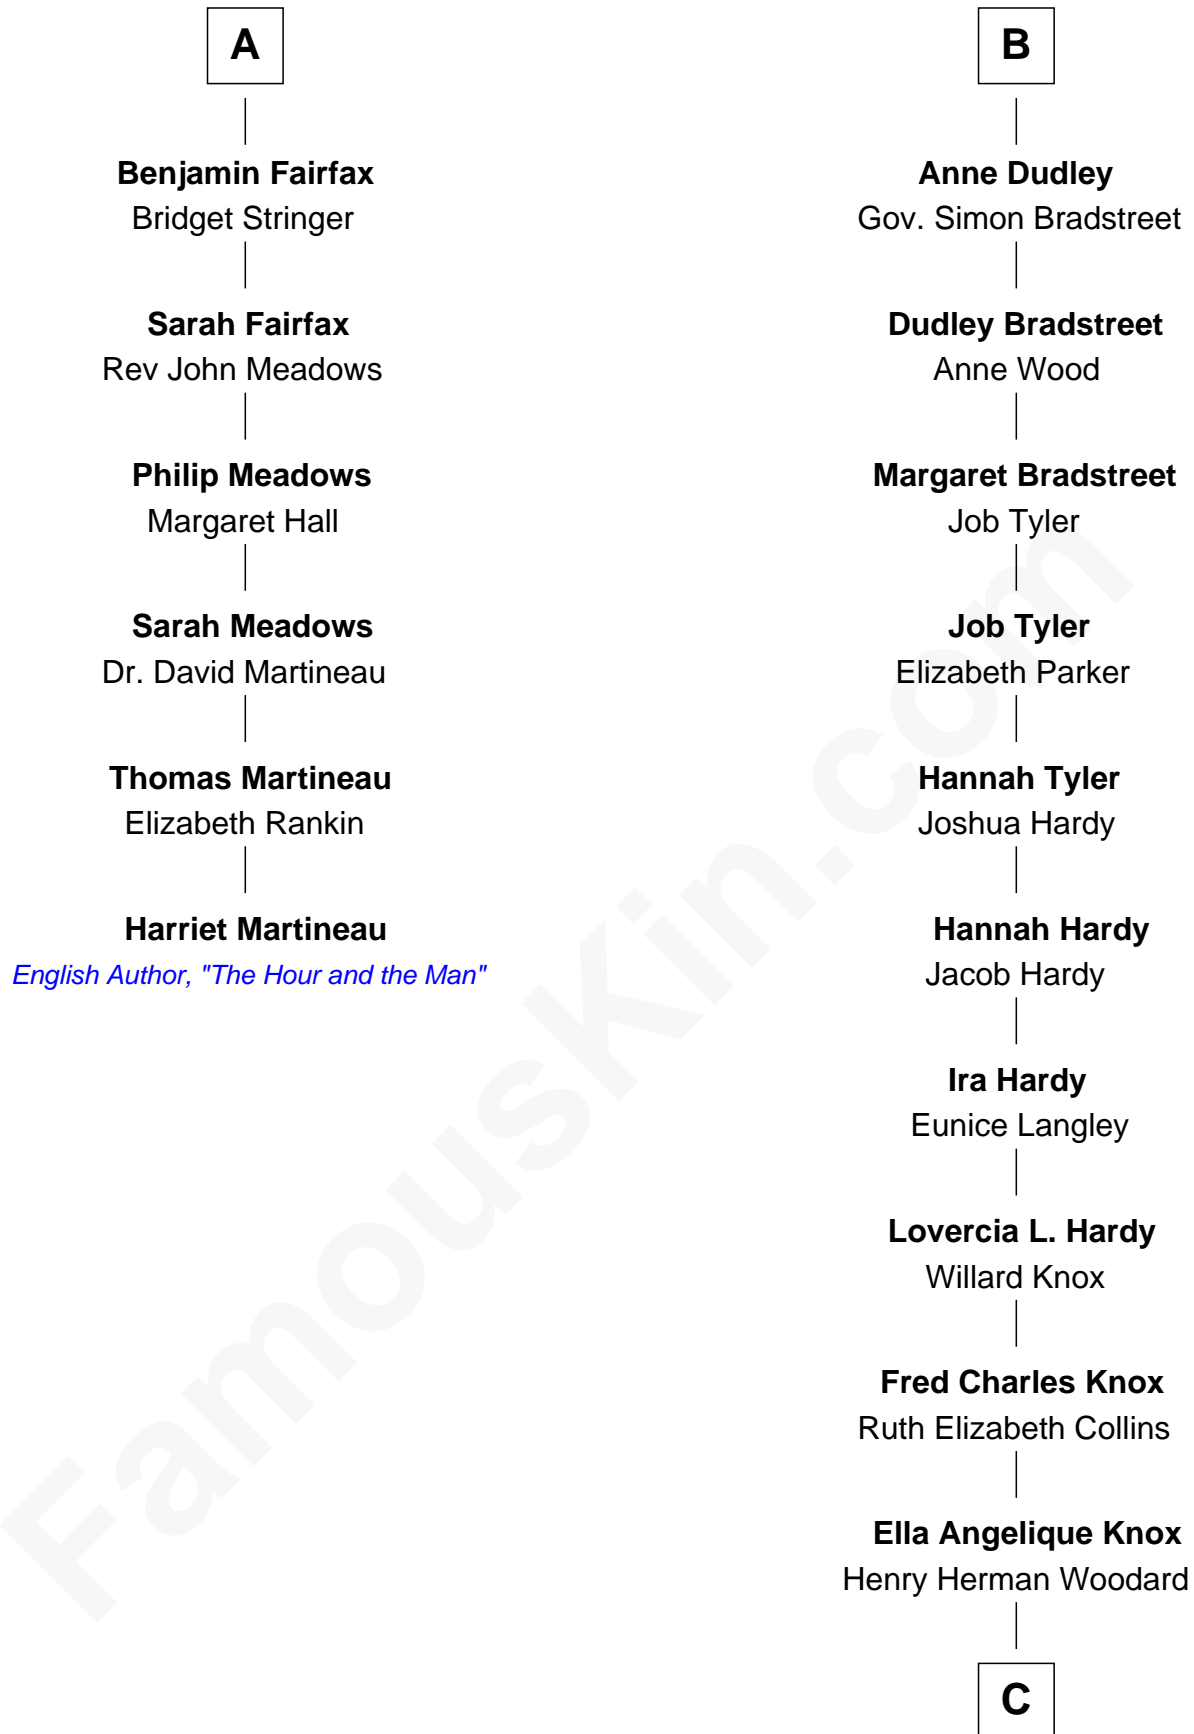 A
Benjamin Fairfax
Bridget Stringer
Sarah Fairfax
Rev John Meadows
Philip Meadows
Margaret Hall
Sarah Meadows
Dr. David Martineau
Thomas Martineau
Elizabeth Rankin
Harriet Martineau
English Author, "The Hour and the Man"
B
Anne Dudley
Gov. Simon Bradstreet
Dudley Bradstreet
Anne Wood
Margaret Bradstreet
Job Tyler
Job Tyler
Elizabeth Parker
Hannah Tyler
Joshua Hardy
Hannah Hardy
Jacob Hardy
Ira Hardy
Eunice Langley
Lovercia L. Hardy
Willard Knox
Fred Charles Knox
Ruth Elizabeth Collins
Ella Angelique Knox
Henry Herman Woodard
C
FamousKin.com